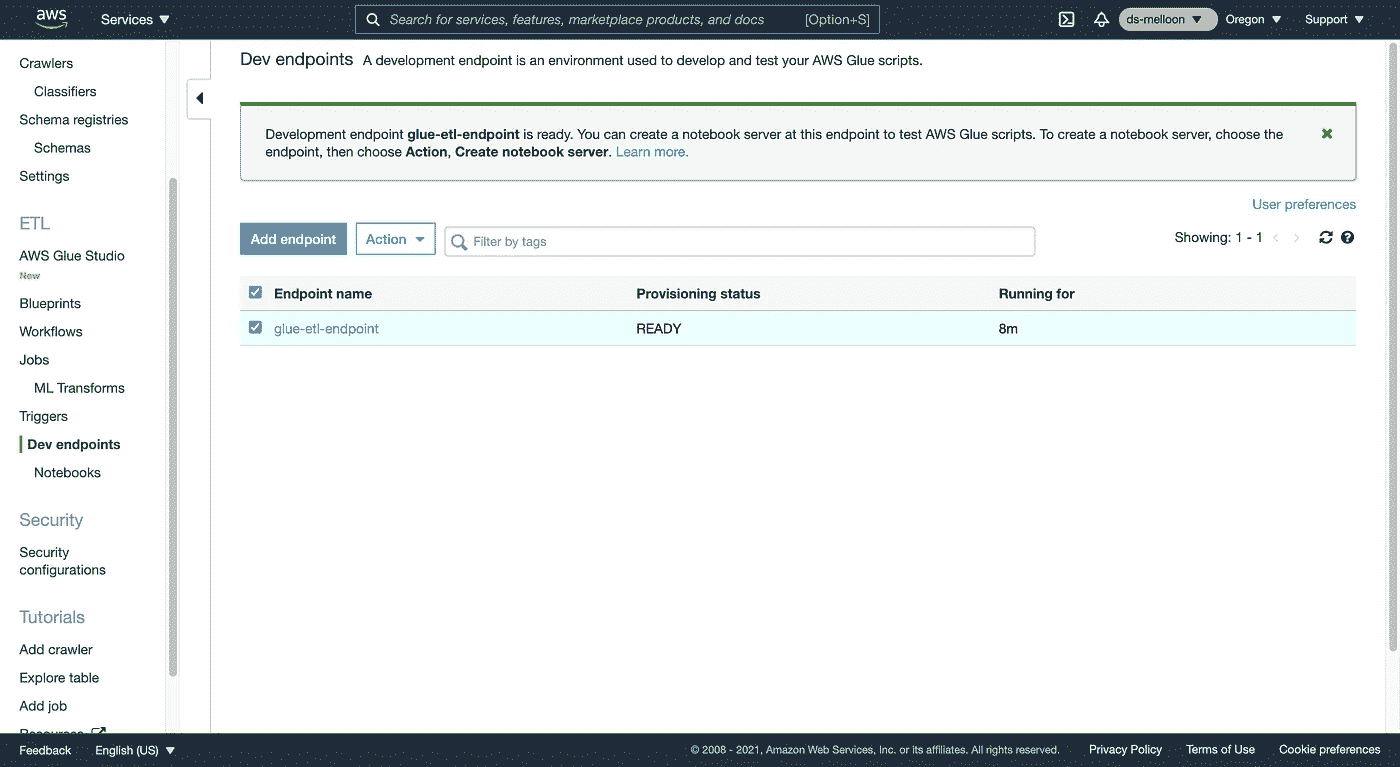 aws
Services
Search for services, features, marketplace products, and docs [Option+S]
ds-melloon
Oregon
Support
Crawlers
Classifiers
Schema registries
Schemas
Settings
ETL
AWS Glue Studio
New
Blueprints
Workflows
Jobs
ML Transforms
Triggers
Dev endpoints
Notebooks
Security
Security
configurations
Tutorials
Add crawler
Explore table
Add job
Resources
Dev endpoints A development endpoint is an environment used to develop and test your AWS Glue scripts.
Development endpoint glue-etl-endpoint is ready. You can create a notebook server at this endpoint to test AWS Glue scripts. To create a notebook server, choose the
endpoint, then choose Action, Create notebook server. Learn more.
User preferences
Add endpoint
Action
Filter by tags
Showing: 1 - 1
Endpoint name Provisioning status Running for
glue-etl-endpoint READY 8m
Feedback
English (US)
© 2008 - 2021, Amazon Web Services, Inc. or its affiliates. All rights reserved.
Privacy Policy
Terms of Use
Cookie preferences